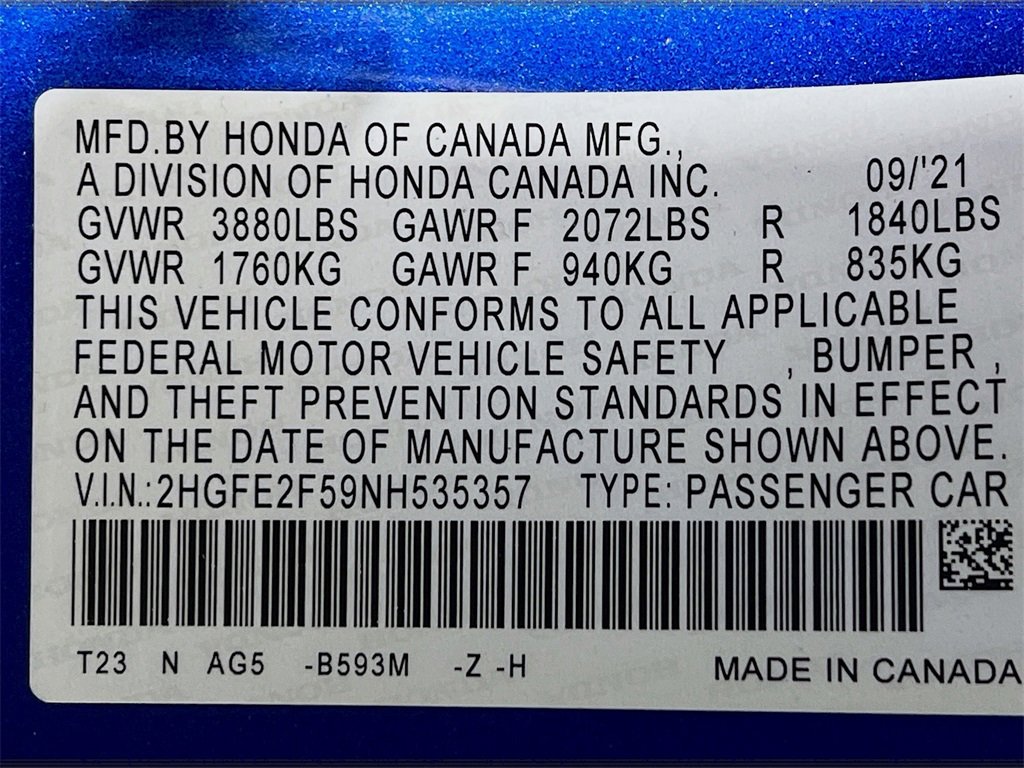 MFD.BY HONDA OF CANADA MFG.,
A DIVISION OF HONDA CANADA INC. 09/'21
GVWR 3880LBS GAWR F 2072LBS R 1840LBS
GVWR 1760KG GAWR F 940KG R 835KG
THIS VEHICLE CONFORMS TO ALL APPLICABLE
FEDERAL MOTOR VEHICLE SAFETY , BUMPER ,
AND THEFT PREVENTION STANDARDS IN EFFECT
ON THE DATE OF MANUFACTURE SHOWN ABOVE.
V.I.N.:2HGFE2F59NH535357 TYPE: PASSENGER CAR
T23 N AG5 -B593M -Z -H MADE IN CANADA